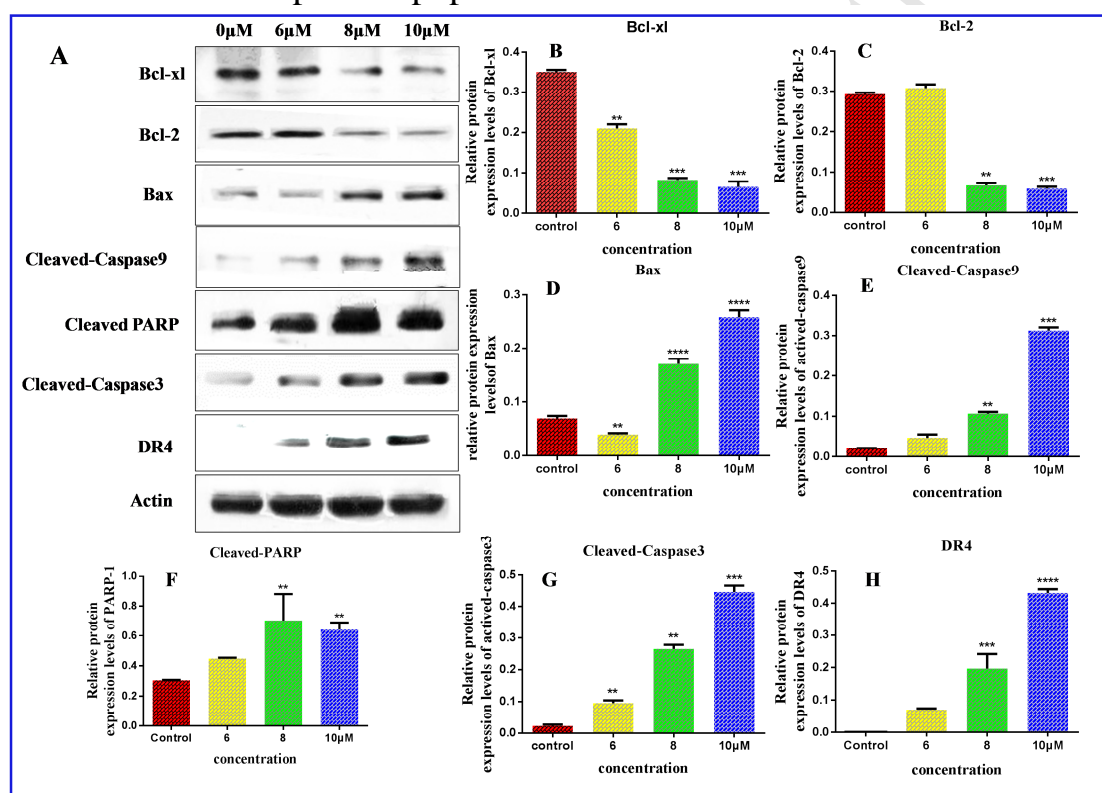 0μM 6μM 8μM 10μM
A
Bcl-xl
Bcl-2
Bax
Cleaved-Caspase9
Cleaved PARP
Cleaved-Caspase3
DR4
Actin
Bcl-xl
B
Relative protein
expression levels of Bcl-xl
0.4
0.3
0.2
0.1
0.0
**
***
***
control 6 8 10μM
concentration
Bcl-2
C
Relative protein
expression levels of Bcl-2
0.4
0.3
0.2
0.1
0.0
**
***
control 6 8 10μM
concentration
Bax
D
relative protein expression
levelsof Bax
0.3
0.2
0.1
0.0
**
****
****
control 6 8 10μM
concentration
Cleaved-Caspase9
E
Relative protein
expression levels of actived-caspase9
0.4
0.3
0.2
0.1
0.0
**
***
control 6 8 10μM
concentration
Cleaved-PARP
F
Relative protein
expression levels of PARP-1
1.0
0.8
0.6
0.4
0.2
0.0
**
**
Control 6 8 10μM
concentration
Cleaved-Caspase3
G
Relative protein
expression levels of actived-caspase3
0.5
0.4
0.3
0.2
0.1
0.0
**
**
***
control 6 8 10μM
concentration
DR4
H
Relative protein
expression levels of DR4
0.5
0.4
0.3
0.2
0.1
0.0
***
****
Control 6 8 10μM
concentration